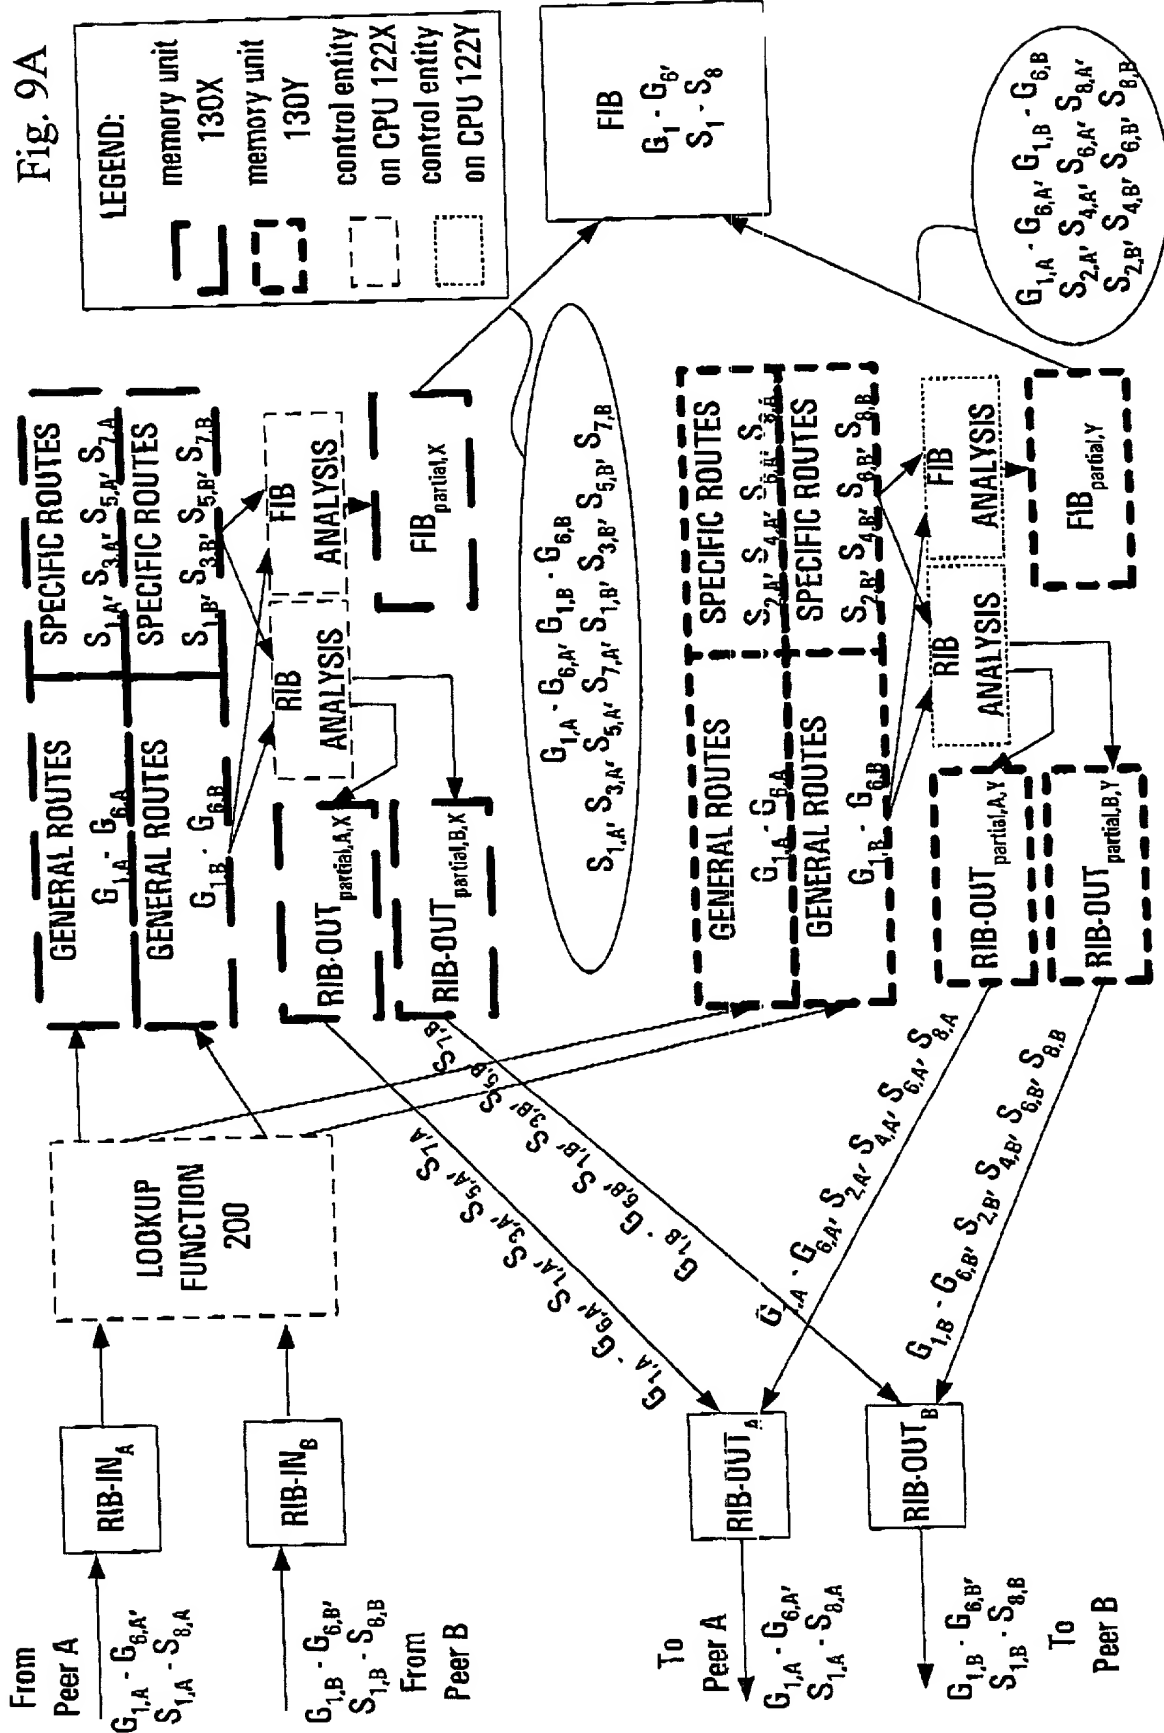 Fig. 9A
LEGEND:
memory unit
130X
memory unit
130Y
control entity
on CPU 122X
control entity
on CPU 122Y
From
Peer A
G1,A - G6,A,
S1,A - S8,A
RIB-INA
G1,B - G6,B,
S1,B - S8,B
From
Peer B
RIB-INB
LOOKUP
FUNCTION
200
GENERAL ROUTES
G1,A - G6,A
SPECIFIC ROUTES
S1,A, S3,A, S5,A, S7,A
GENERAL ROUTES
G1,B - G6,B
SPECIFIC ROUTES
S1,B, S3,B, S5,B, S7,B
RIB
ANALYSIS
FIB
ANALYSIS
RIB-OUTpartial,A,X
RIB-OUTpartial,B,X
FIBpartial,X
G1,A - G6,A, G1,B - G6,B
S1,A, S3,A, S5,A, S7,A, S1,B, S3,B, S5,B, S7,B
FIB
G1 - G6,
S1 - S8
G1,A - G6,A, S1,A, S3,A, S5,A, S7,A
G1,B - G6,B, S1,B, S3,B, S5,B, S7,B
GENERAL ROUTES
G1,A - G6,A
SPECIFIC ROUTES
S2,A, S4,A, S6,A, S8,A
GENERAL ROUTES
G1,B - G6,B
SPECIFIC ROUTES
S2,B, S4,B, S6,B, S8,B
RIB
ANALYSIS
FIB
ANALYSIS
RIB-OUTpartial,A,Y
RIB-OUTpartial,B,Y
FIBpartial,Y
G1,A - G6,A, G1,B - G6,B
S2,A, S4,A, S6,A, S8,A,
S2,B, S4,B, S6,B, S8,B
G1,A - G6,A, S2,A, S4,A, S6,A, S8,A
G1,B - G6,B, S2,B, S4,B, S6,B, S8,B
RIB-OUTA
To
Peer A
G1,A - G6,A,
S1,A - S8,A
RIB-OUTB
G1,B - G6,B,
S1,B - S8,B
To
Peer B